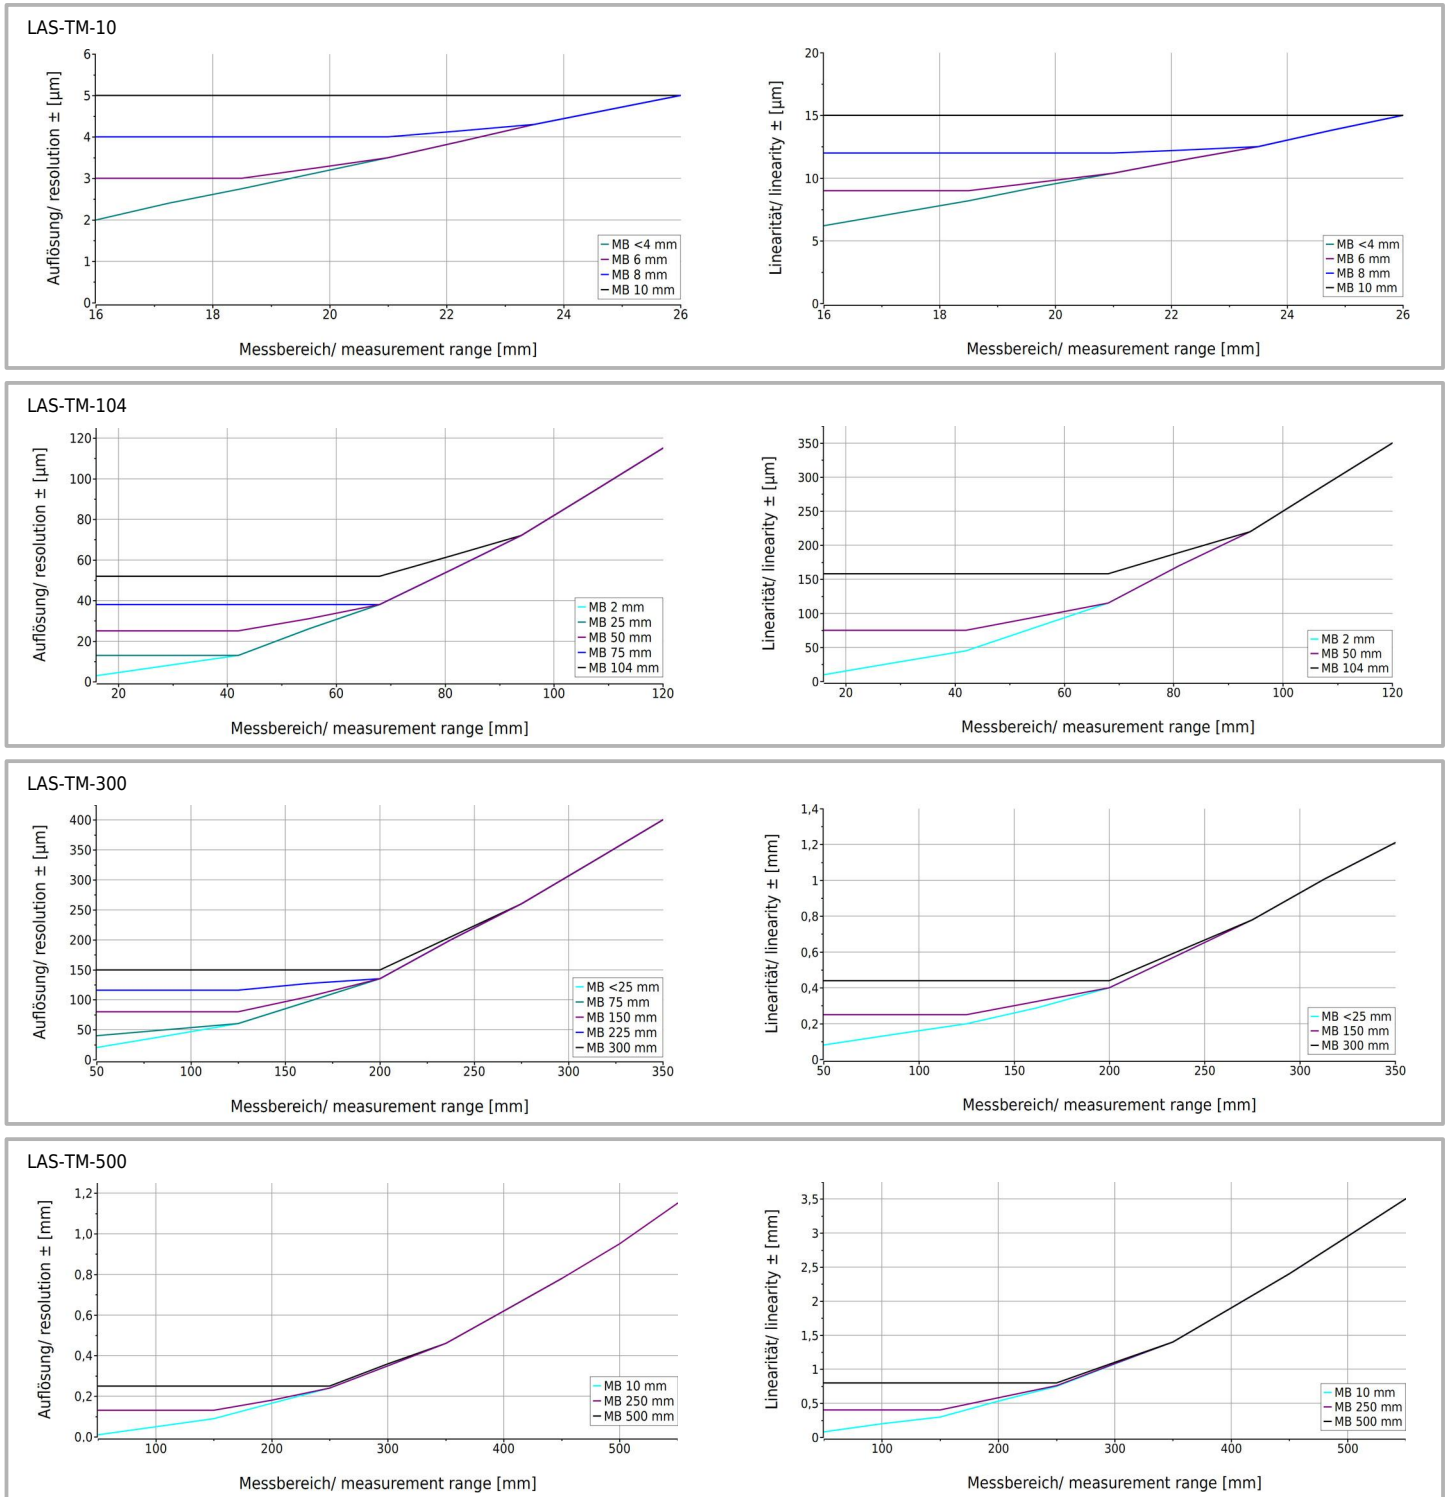 LAS-TM-10
Auflösung/ resolution ± [µm]
6
5
4
3
2
1
0
16
18
20
22
24
26
MB <4 mm
MB 6 mm
MB 8 mm
MB 10 mm
Messbereich/ measurement range [mm]
Linearität/ linearity ± [µm]
20
15
10
5
0
16
18
20
22
24
26
MB <4 mm
MB 6 mm
MB 8 mm
MB 10 mm
Messbereich/ measurement range [mm]
LAS-TM-104
Auflösung/ resolution ± [µm]
120
100
80
60
40
20
0
20
40
60
80
100
120
MB 2 mm
MB 25 mm
MB 50 mm
MB 75 mm
MB 104 mm
Messbereich/ measurement range [mm]
Linearität/ linearity ± [µm]
350
300
250
200
150
100
50
0
20
40
60
80
100
120
MB 2 mm
MB 50 mm
MB 104 mm
Messbereich/ measurement range [mm]
LAS-TM-300
Auflösung/ resolution ± [µm]
400
350
300
250
200
150
100
50
0
50
100
150
200
250
300
350
MB <25 mm
MB 75 mm
MB 150 mm
MB 225 mm
MB 300 mm
Messbereich/ measurement range [mm]
Linearität/ linearity ± [mm]
1,4
1,2
1
0,8
0,6
0,4
0,2
0
50
100
150
200
250
300
350
MB <25 mm
MB 150 mm
MB 300 mm
Messbereich/ measurement range [mm]
LAS-TM-500
Auflösung/ resolution ± [mm]
1,2
1,0
0,8
0,6
0,4
0,2
0.0
100
200
300
400
500
MB 10 mm
MB 250 mm
MB 500 mm
Messbereich/ measurement range [mm]
Linearität/ linearity ± [mm]
3,5
3
2,5
2
1,5
1
0,5
0
100
200
300
400
500
MB 10 mm
MB 250 mm
MB 500 mm
Messbereich/ measurement range [mm]